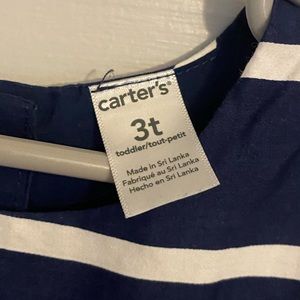 carter's®
3t
toddler/tout-petit
Made in Sri Lanka
Fabriqué au Sri Lanka
Hecho en Sri Lanka